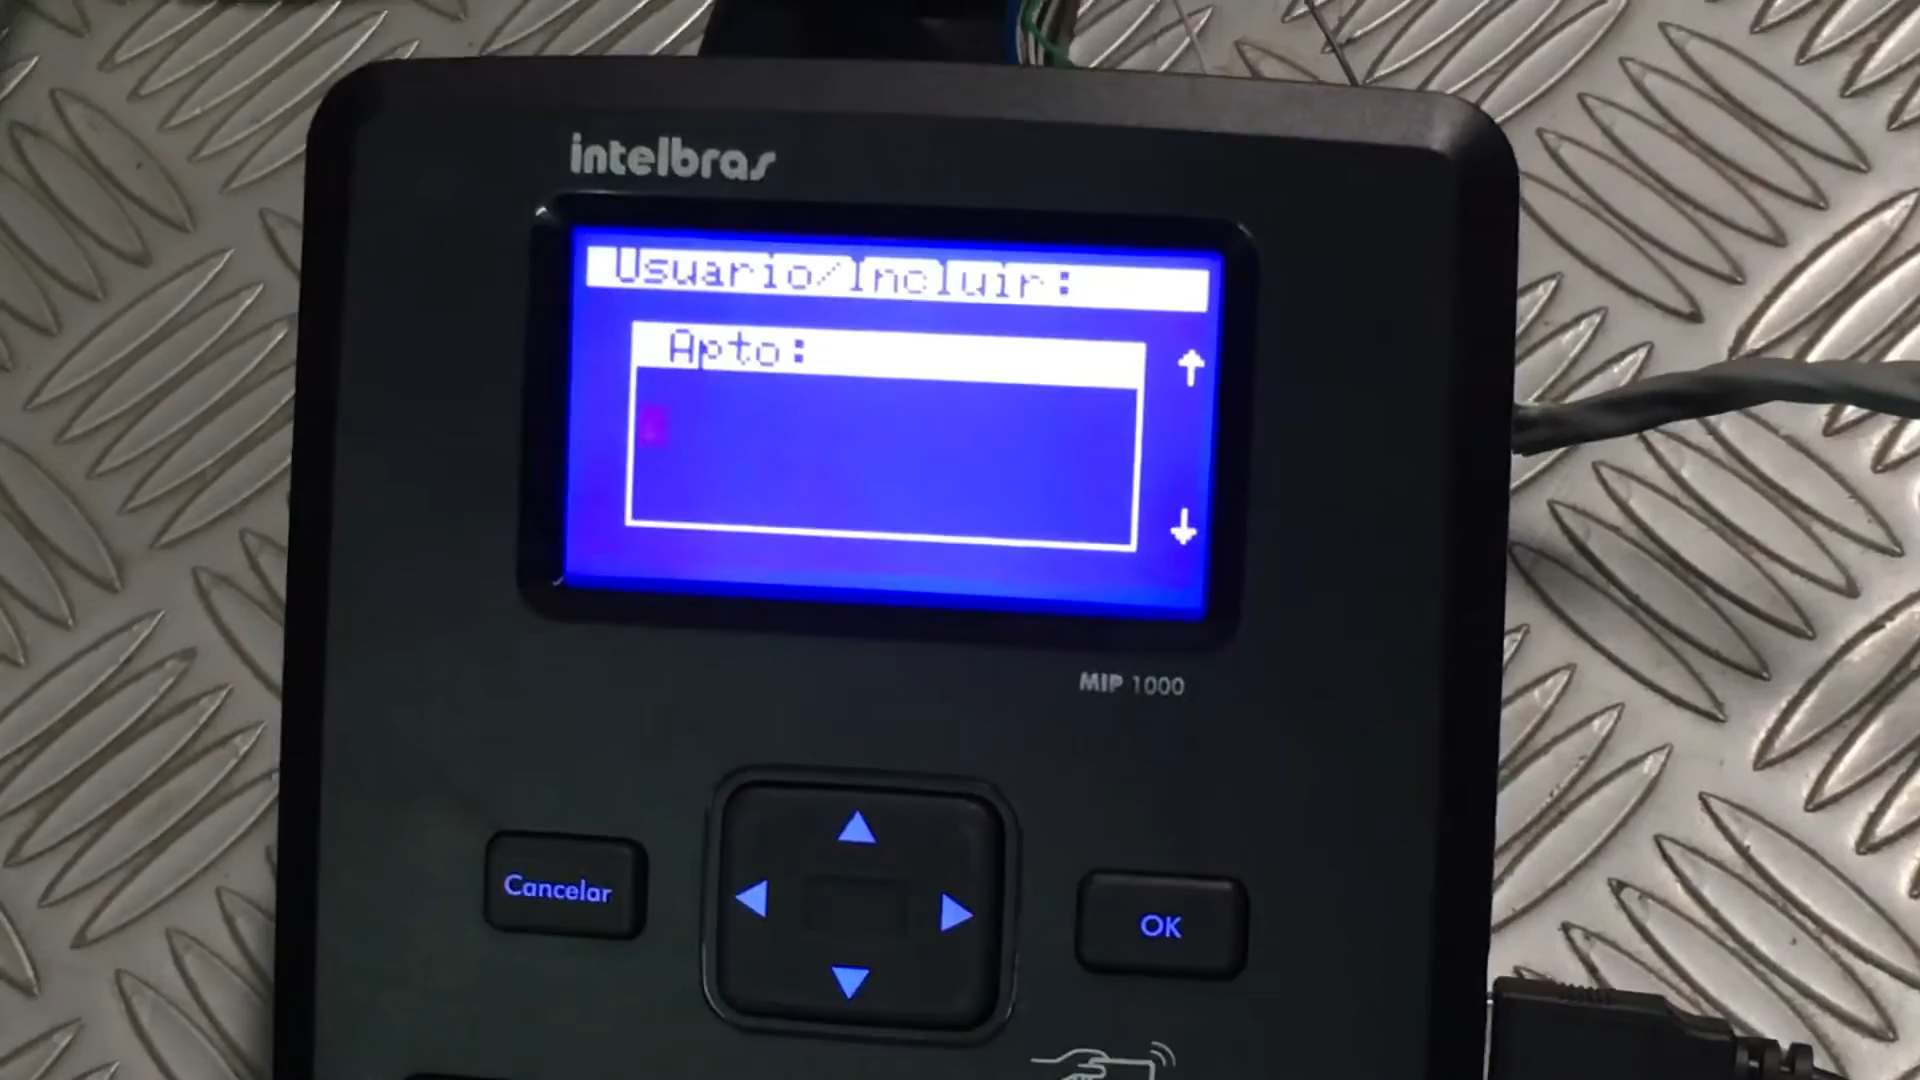 intelbras
Usuario/Incluir:
Apto:
MIP 1000
Cancelar
OK